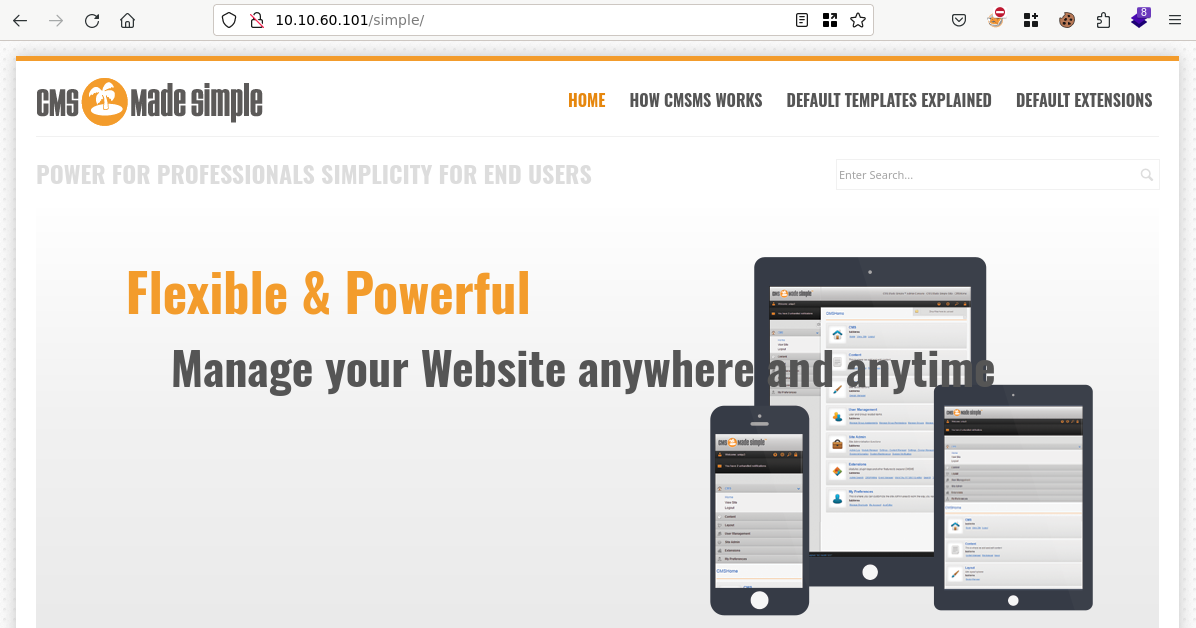 10.10.60.101/simple/
8
CMS made simple
HOME HOW CMSMS WORKS DEFAULT TEMPLATES EXPLAINED DEFAULT EXTENSIONS
POWER FOR PROFESSIONALS SIMPLICITY FOR END USERS
Enter Search...
Flexible & Powerful
Manage your Website anywhere and anytime